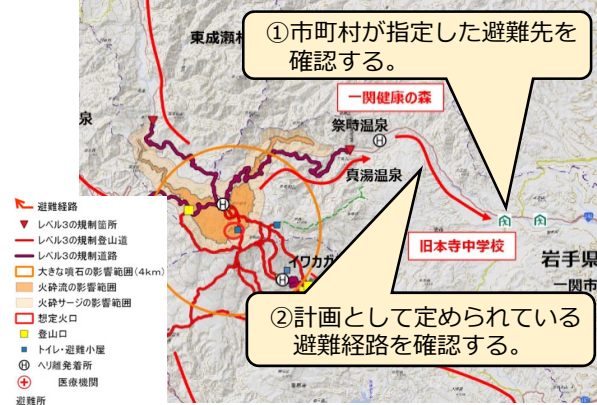 ①市町村が指定した避難先を
確認する。
東成瀬村
一関健康の森
泉
祭時温泉
真湯温泉
旧本寺中学校
イワカガ
岩手県
一関市
②計画として定められている
避難経路を確認する。
避難経路
レベル3の規制箇所
レベル3の規制登山道
レベル3の規制道路
大きな噴石の影響範囲(4km)
火砕流の影響範囲
火砕サージの影響範囲
想定火口
登山口
トイレ・避難小屋
H ヘリ離発着所
医療機関
避難所